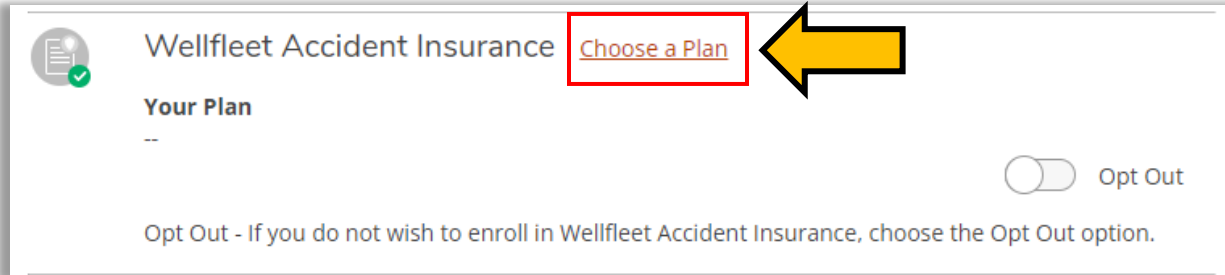 Wellfleet Accident Insurance Choose a Plan
Your Plan
--
Opt Out
Opt Out - If you do not wish to enroll in Wellfleet Accident Insurance, choose the Opt Out option.